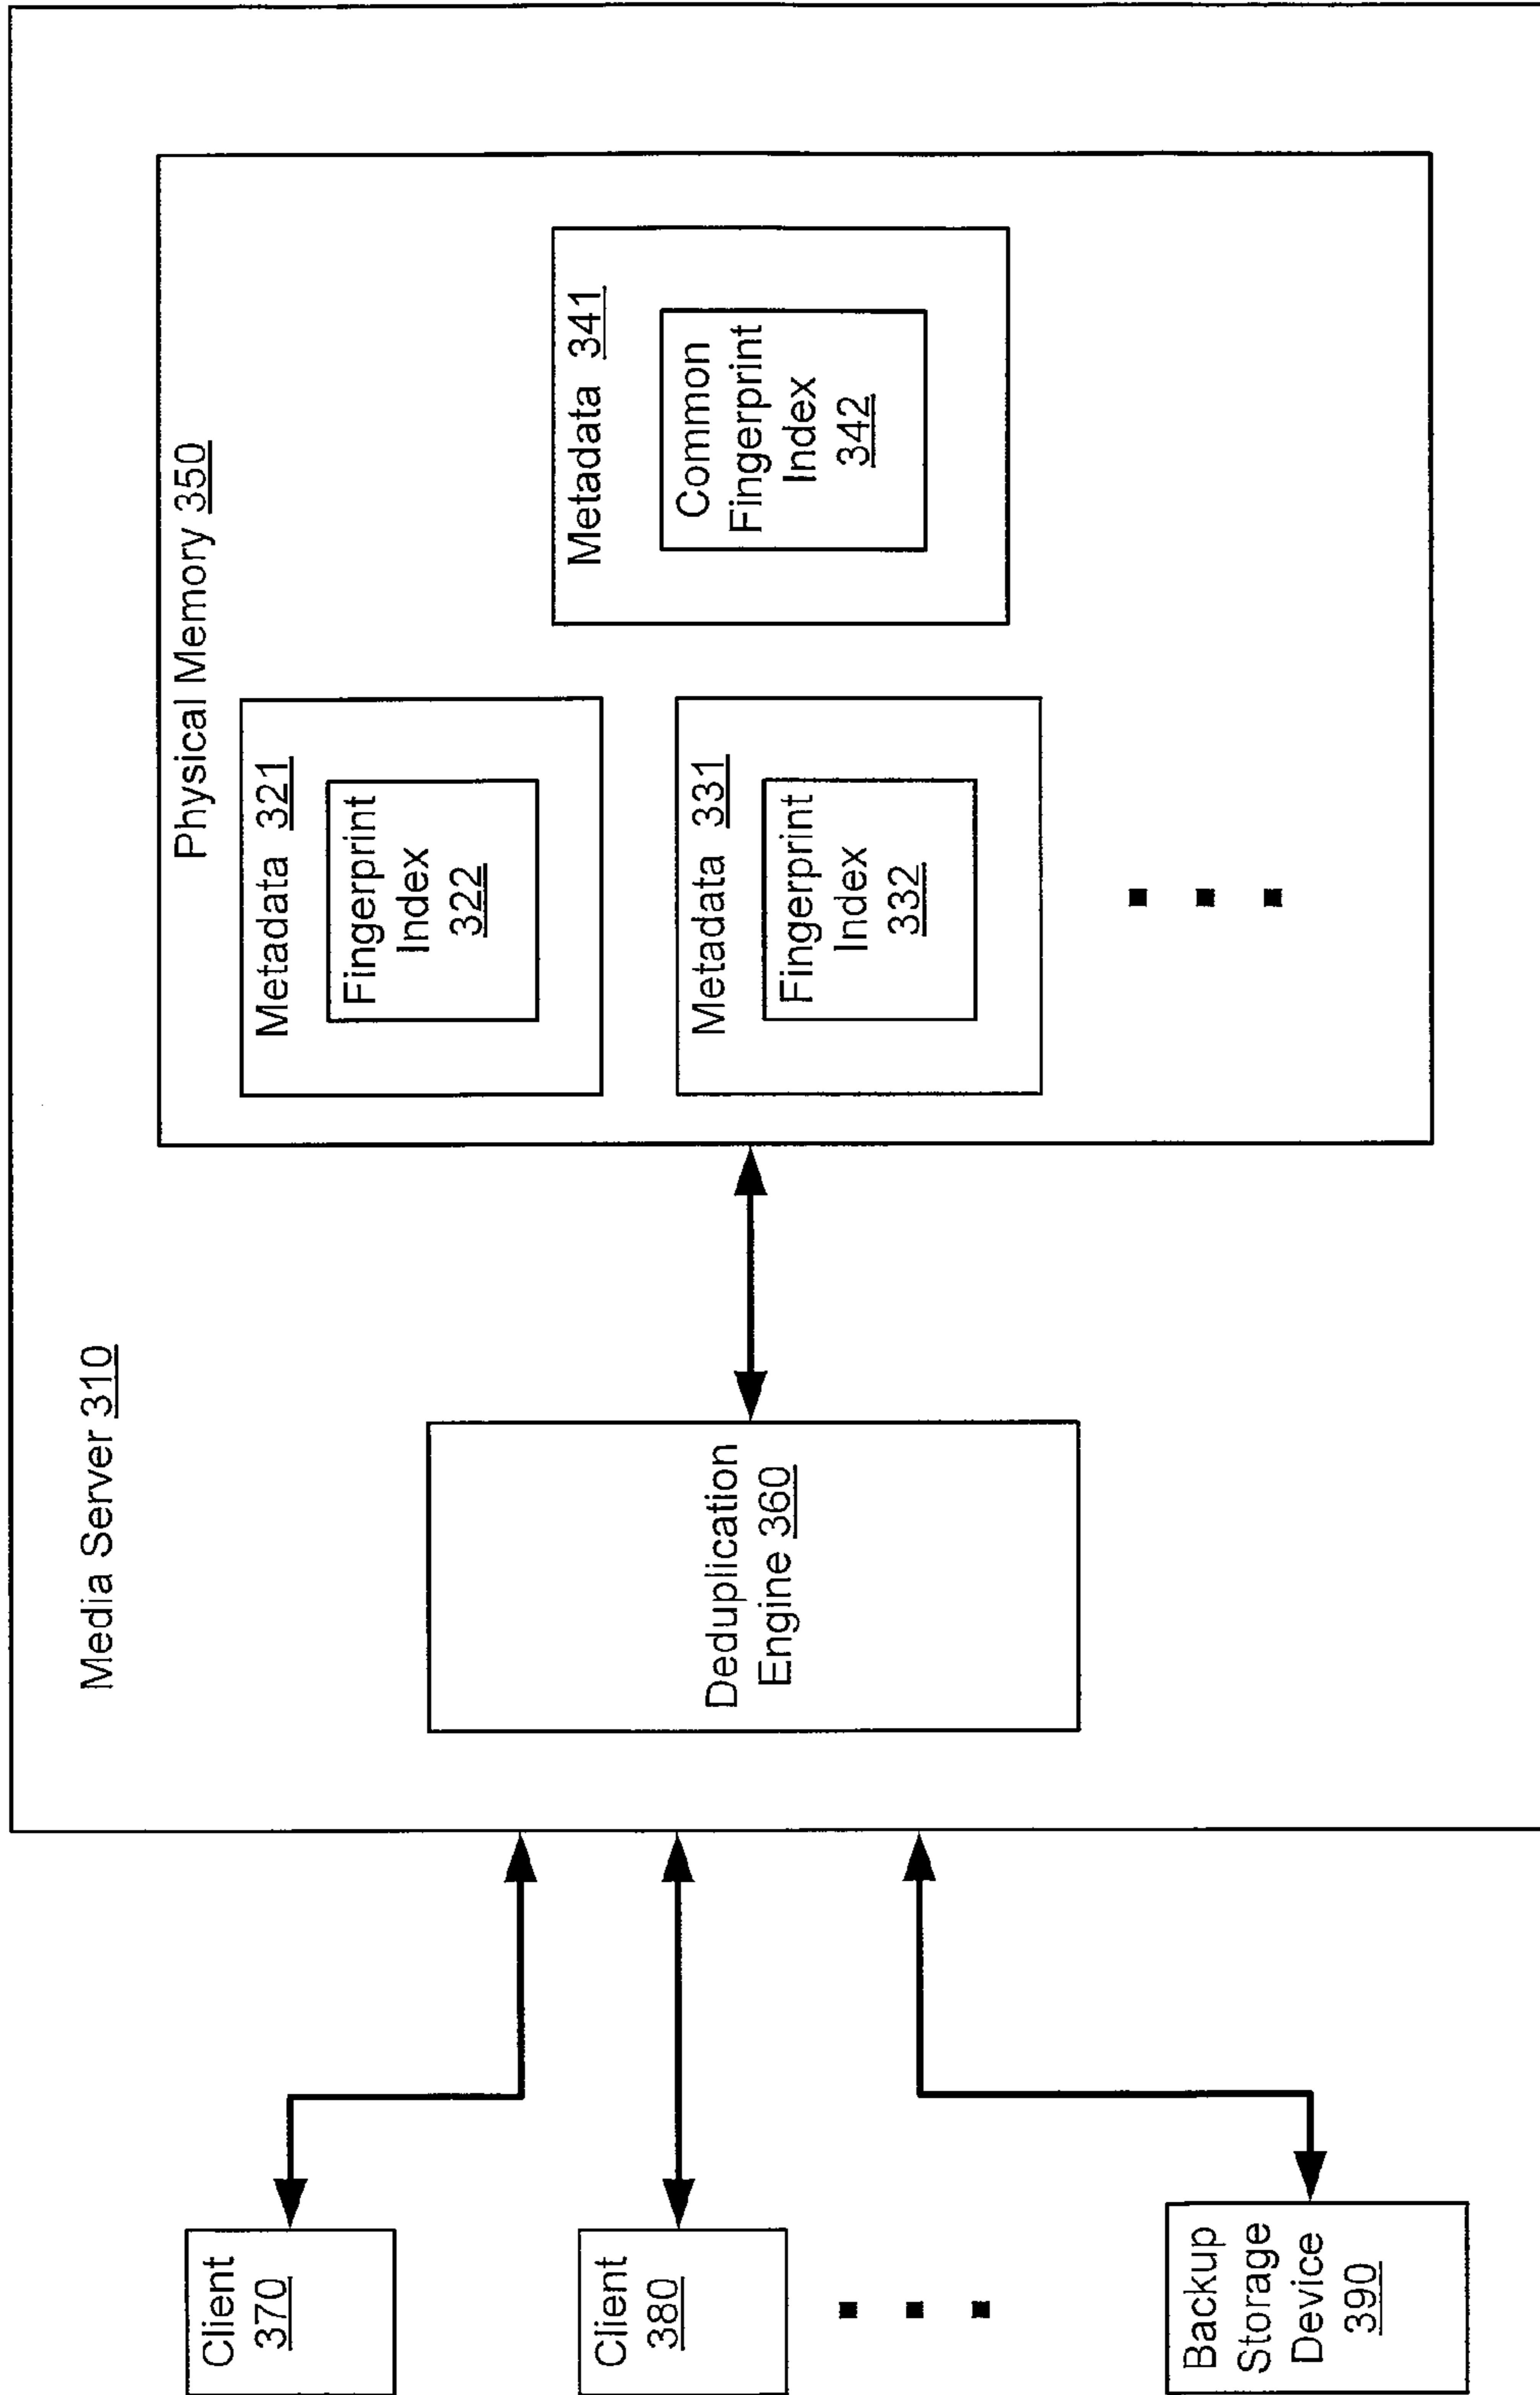 Media Server 310
Physical Memory 350
Metadata 321
Fingerprint
Index
322
Metadata 331
Fingerprint
Index
332
Metadata 341
Common
Fingerprint
Index
342
Deduplication
Engine 360
Client
370
Client
380
Backup
Storage
Device
390